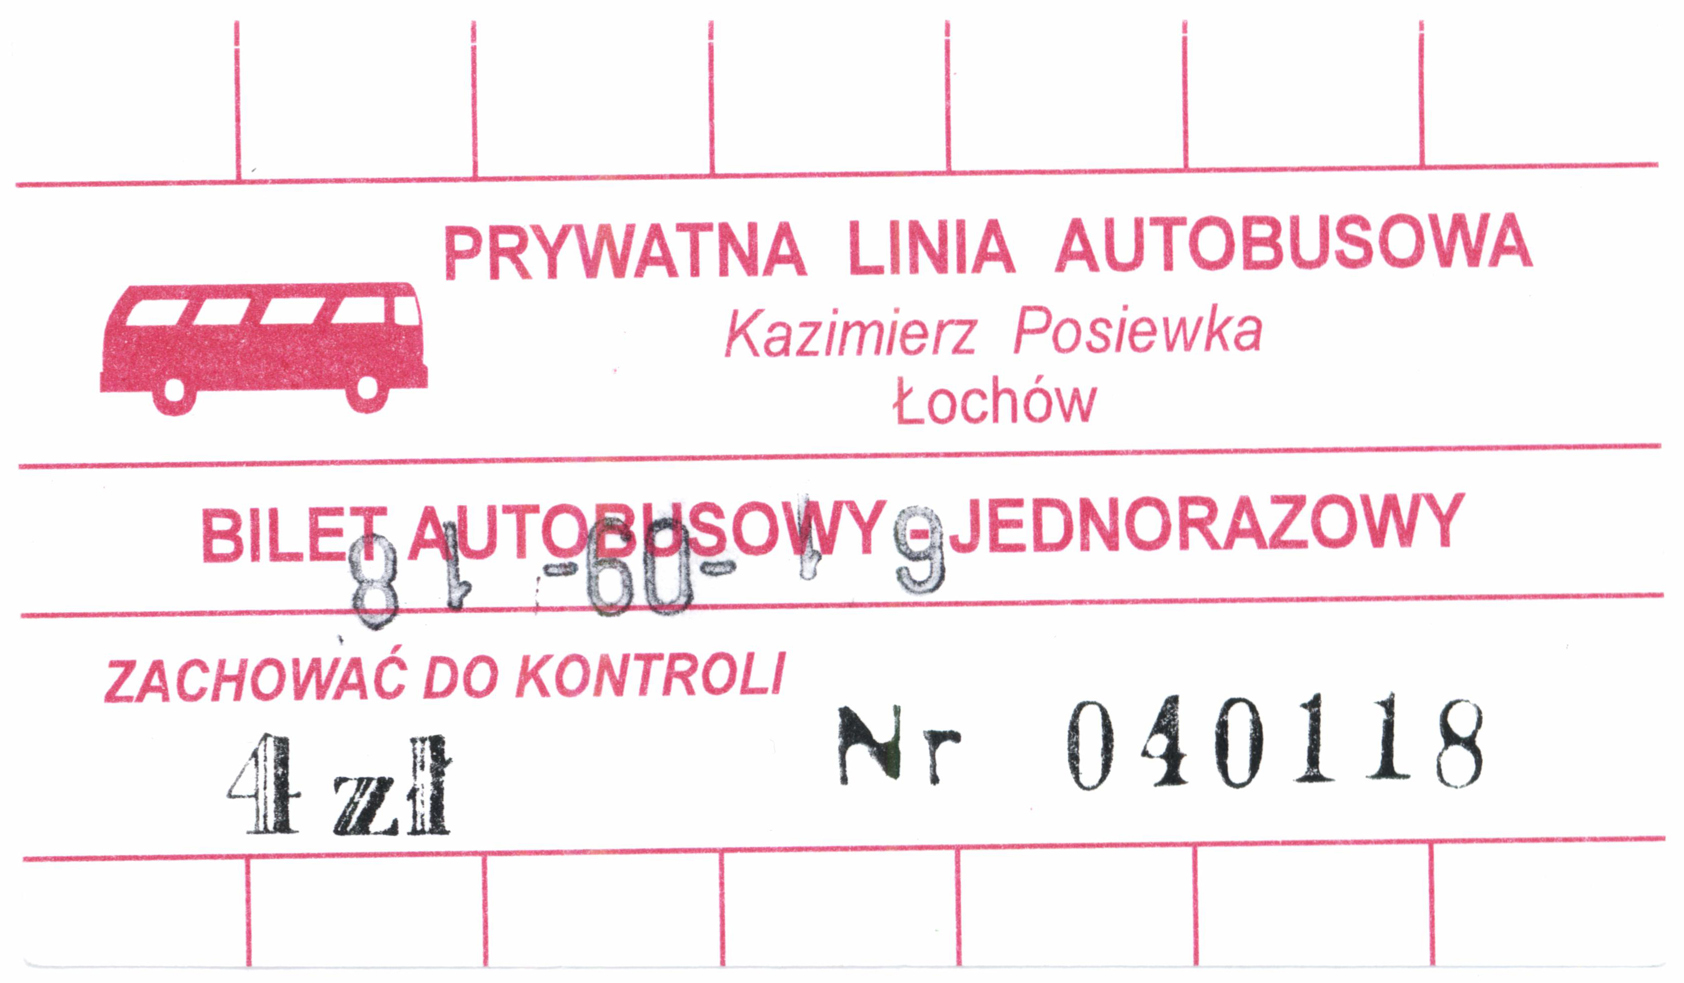 PRYWATNA LINIA AUTOBUSOWA
Kazimierz Posiewka
Łochów
BILET AUTOBUSOWY - JEDNORAZOWY
ZACHOWAĆ DO KONTROLI
4 zł Nr 040118